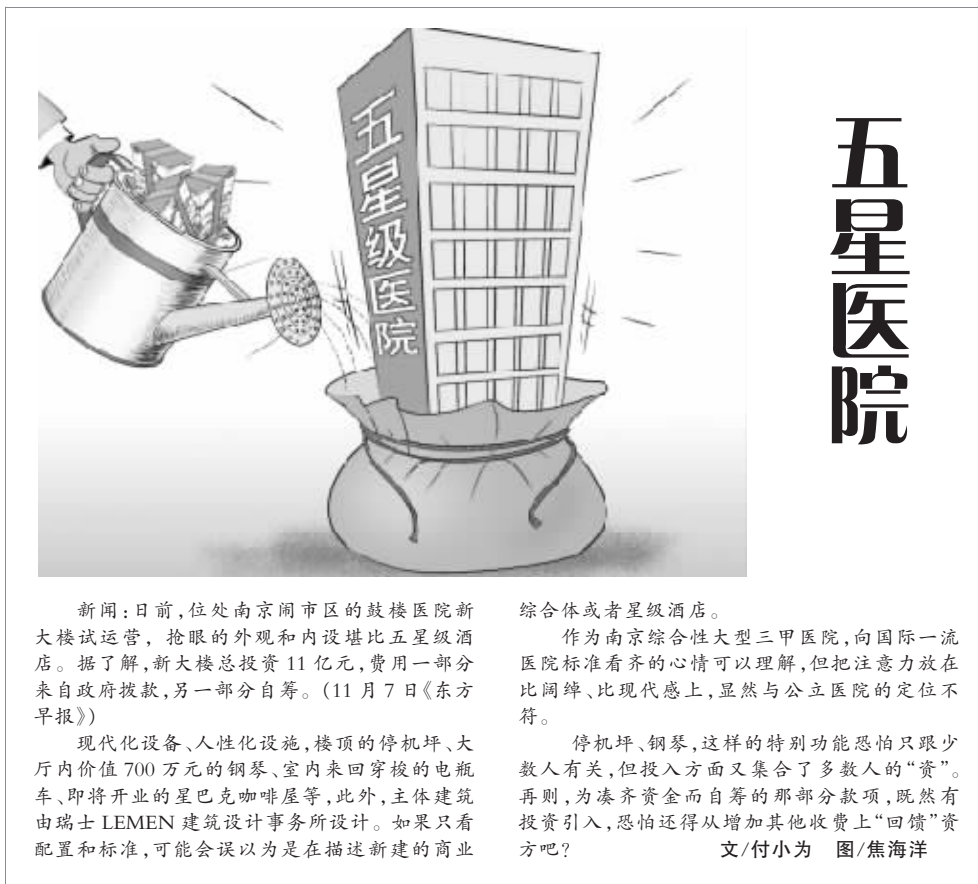 五星级医院
五星医院
新闻：日前，位处南京闹市区的鼓楼医院新
大楼试运营，抢眼的外观和内设堪比五星级酒
店。据了解，新大楼总投资 11 亿元，费用一部分
来自政府拨款，另一部分自筹。(11 月 7 日《东方
早报》)
现代化设备、人性化设施，楼顶的停机坪、大
厅内价值 700 万元的钢琴、室内来回穿梭的电瓶
车、即将开业的星巴克咖啡屋等，此外，主体建筑
由瑞士 LEMEN 建筑设计事务所设计。如果只看
配置和标准，可能会误以为是在描述新建的商业
综合体或者星级酒店。
作为南京综合性大型三甲医院，向国际一流
医院标准看齐的心情可以理解，但把注意力放在
比阔绰、比现代感上，显然与公立医院的定位不
符。
停机坪、钢琴，这样的特别功能恐怕只跟少
数人有关，但投入方面又集合了多数人的“资”。
再则，为凑齐资金而自筹的那部分款项，既然有
投资引入，恐怕还得从增加其他收费上“回馈”资
方吧？ 文/付小为 图/焦海洋